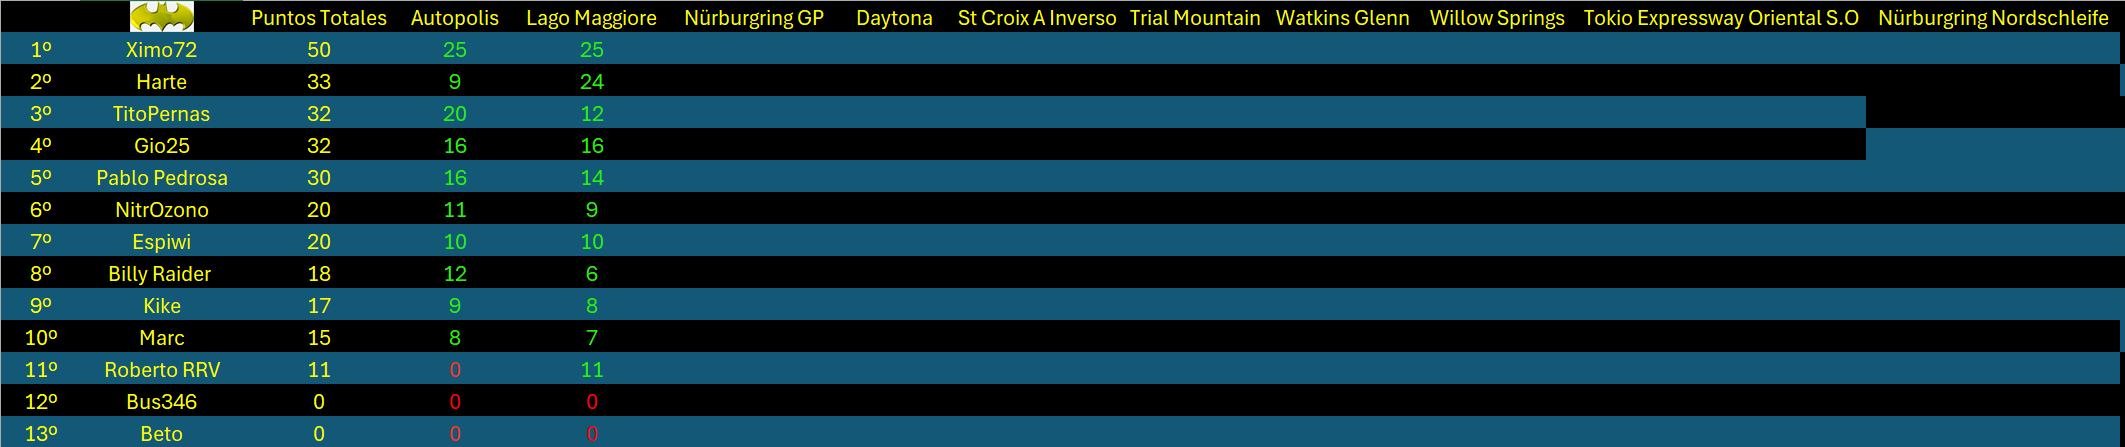 Puntos Totales Autopolis Lago Maggiore Nürburgring GP Daytona St Croix A Inverso Trial Mountain Watkins Glenn Willow Springs Tokio Expressway Oriental S.O Nürburgring Nordschleife
1º Ximo72 50 25 25
2º Harte 33 9 24
3º TitoPernas 32 20 12
4º Gio25 32 16 16
5º Pablo Pedrosa 30 16 14
6º NitrOzono 20 11 9
7º Espiwi 20 10 10
8º Billy Raider 18 12 6
9º Kike 17 9 8
10º Marc 15 8 7
11º Roberto RRV 11 0 11
12º Bus346 0 0 0
13º Beto 0 0 0